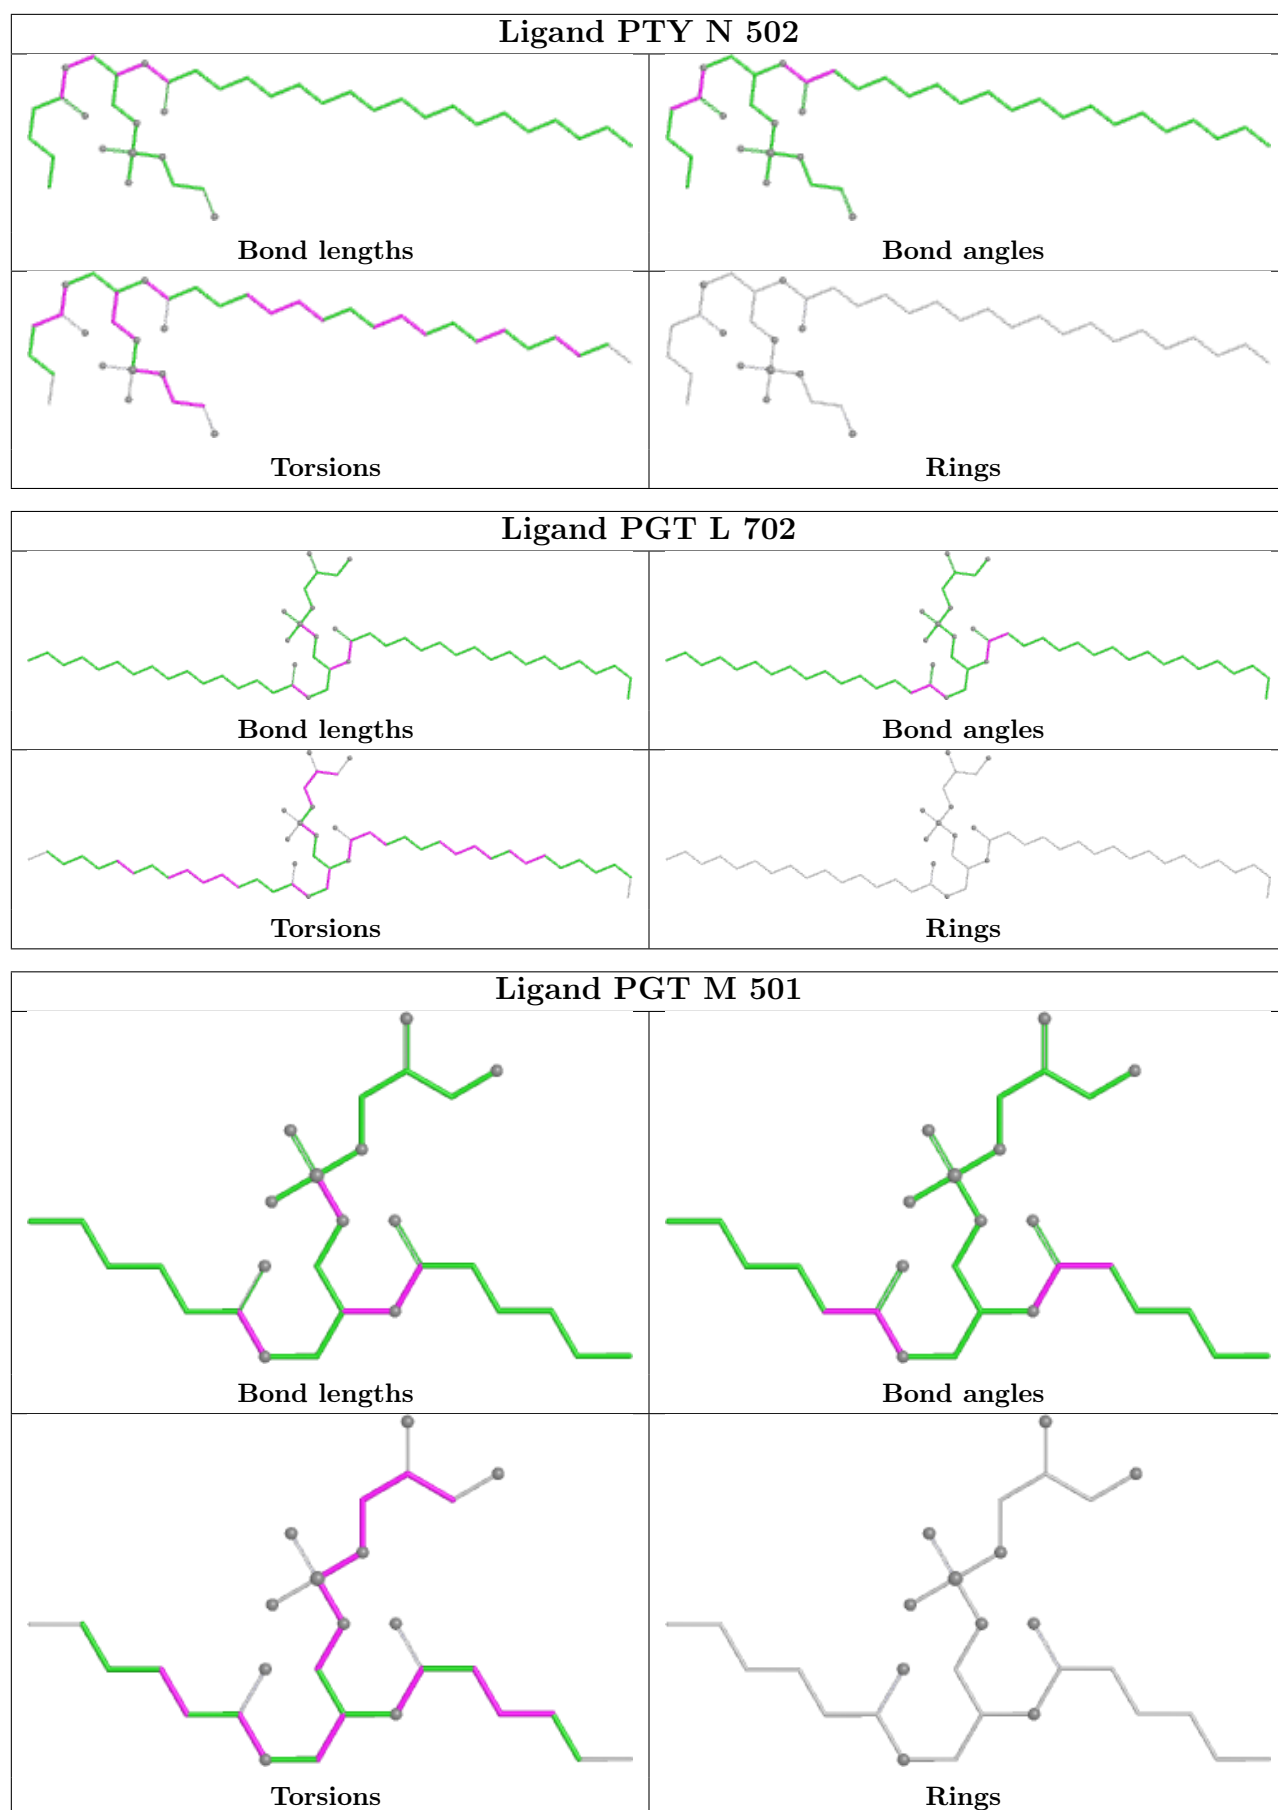 Ligand PTY N 502
Bond lengths
Bond angles
Torsions
Rings
Ligand PGT L 702
Bond lengths
Bond angles
Torsions
Rings
Ligand PGT M 501
Bond lengths
Bond angles
Torsions
Rings